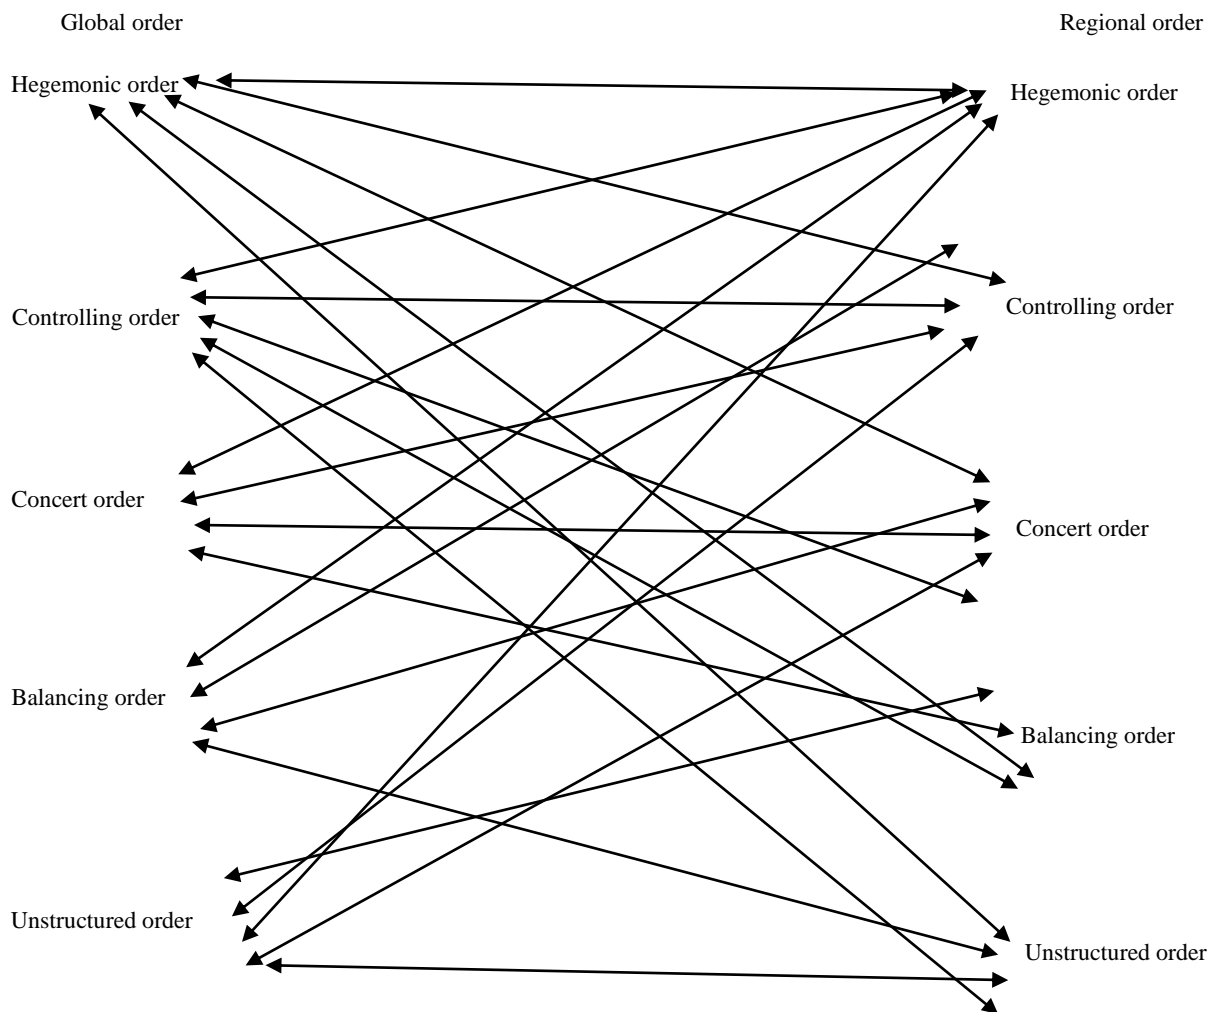 Global order
Regional order
Hegemonic order
Hegemonic order
Controlling order
Controlling order
Concert order
Concert order
Balancing order
Balancing order
Unstructured order
Unstructured order